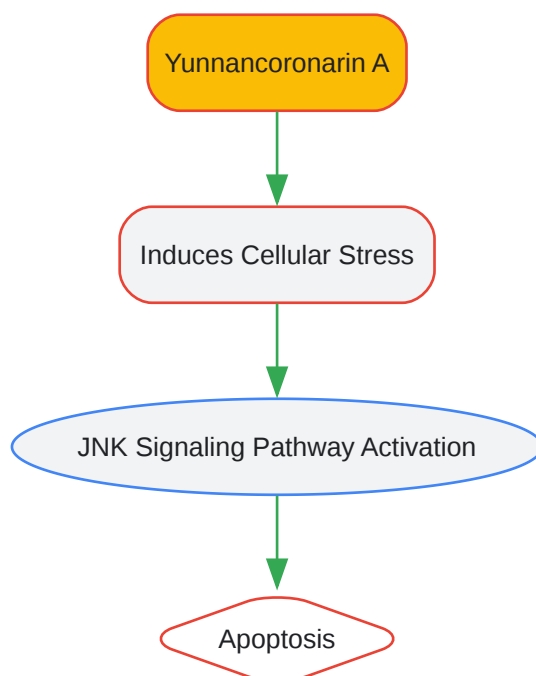 Yunnancoronarin A
Induces Cellular Stress
JNK Signaling Pathway Activation
Apoptosis